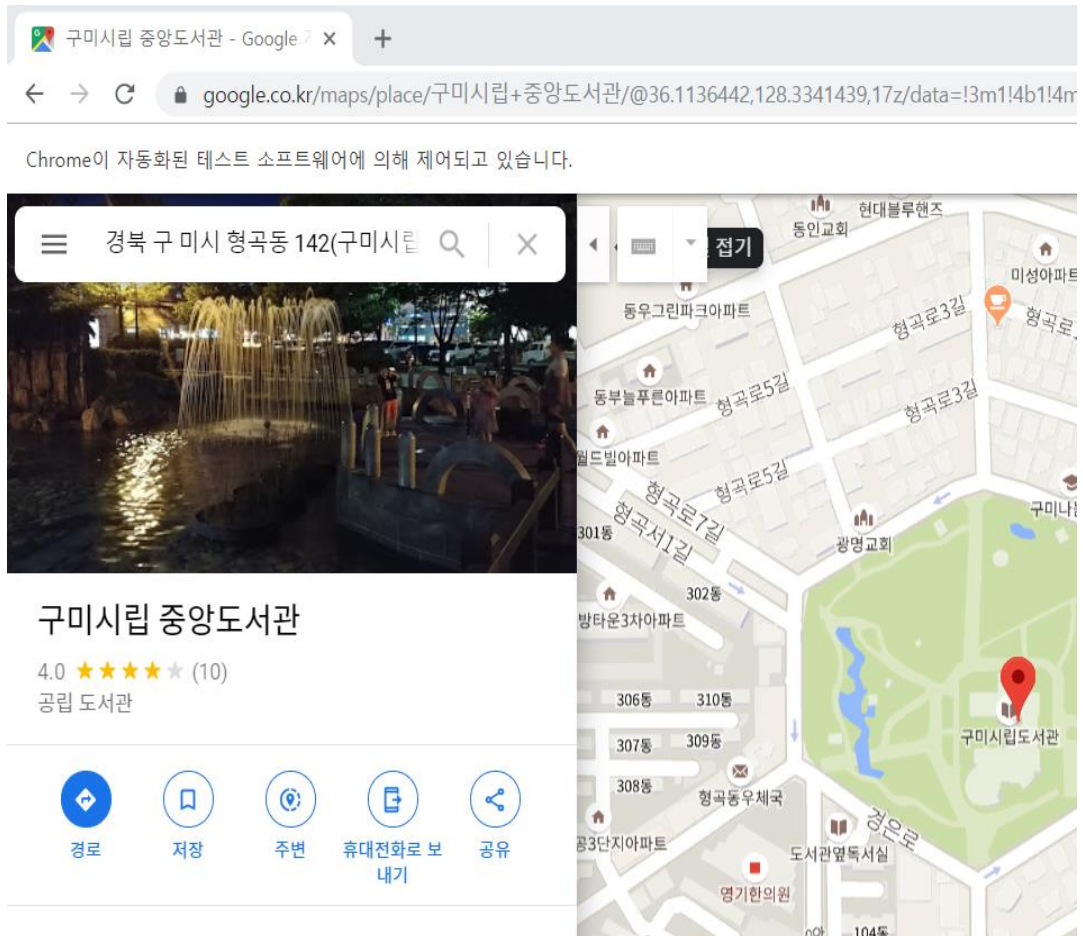 구미시립 중앙도서관 - Google
google.co.kr/maps/place/구미시립+중앙도서관/@36.1136442,128.3341439,17z/data=!3m1!4b1!4m
Chrome이 자동화된 테스트 소프트웨어에 의해 제어되고 있습니다.
경북 구 미시 형곡동 142(구미시립
접기
구미시립 중앙도서관
4.0 (10)
공립 도서관
경로
저장
주변
휴대전화로 보
내기
공유
동인교회
현대블루핸즈
미성아파트
동우그린파크아파트
형곡로3길
형곡로
동부늘푸른아파트
형곡로5길
형곡로3길
월드빌아파트
형곡로5길
형곡로7길
형곡서1길
301동
광명교회
구미나
302동
방타운3차아파트
306동
310동
307동
309동
308동
형곡동우체국
구미시립도서관
공3단지아파트
도서관옆독서실
경은로
영기한의원
104동